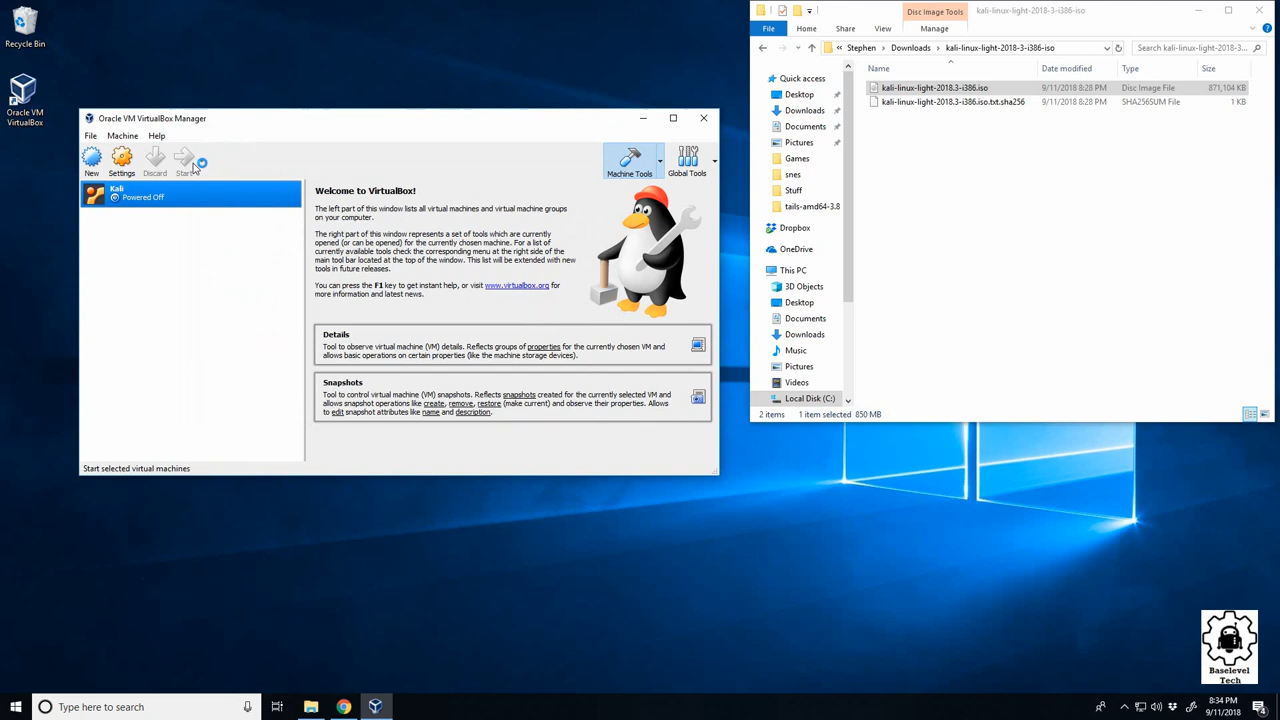 Recycle Bin
Oracle VM
VirtualBox
Oracle VM VirtualBox Manager
File Machine Help
New Settings Discard Start
Machine Tools Global Tools
Kali
Powered Off
Welcome to VirtualBox!
The left part of this window lists all virtual machines and virtual machine groups
on your computer.
The right part of this window represents a set of tools which are currently
opened (or can be opened) for the currently chosen machine. For a list of
currently available tools check the corresponding menu at the right side of the
main tool bar located at the top of the window. This list will be extended with new
tools in future releases.
You can press the F1 key to get instant help, or visit www.virtualbox.org for
more information and latest news.
Details
Tool to observe virtual machine (VM) details. Reflects groups of properties for the currently chosen VM and
allows basic operations on certain properties (like the machine storage devices).
Snapshots
Tool to control virtual machine (VM) snapshots. Reflects snapshots created for the currently selected VM and
allows snapshot operations like create, remove, restore (make current) and observe their properties. Allows
to edit snapshot attributes like name and description.
Start selected virtual machines
Disc Image Tools
kali-linux-light-2018-3-i386-iso
File Home Share View Manage
« Stephen > Downloads > kali-linux-light-2018-3-i386-iso
Search kali-linux-light-2018-3-...
Name Date modified Type Size
kali-linux-light-2018.3-i386.iso 9/11/2018 8:28 PM Disc Image File 871,104 KB
kali-linux-light-2018.3-i386.iso.txt.sha256 9/11/2018 8:28 PM SHA256SUM File 1 KB
Quick access
Desktop
Downloads
Documents
Pictures
Games
snes
Stuff
tails-amd64-3.8
Dropbox
OneDrive
This PC
3D Objects
Desktop
Documents
Downloads
Music
Pictures
Videos
Local Disk (C:)
2 items 1 item selected 850 MB
Baselevel
Tech
Type here to search
8:34 PM
9/11/2018
4